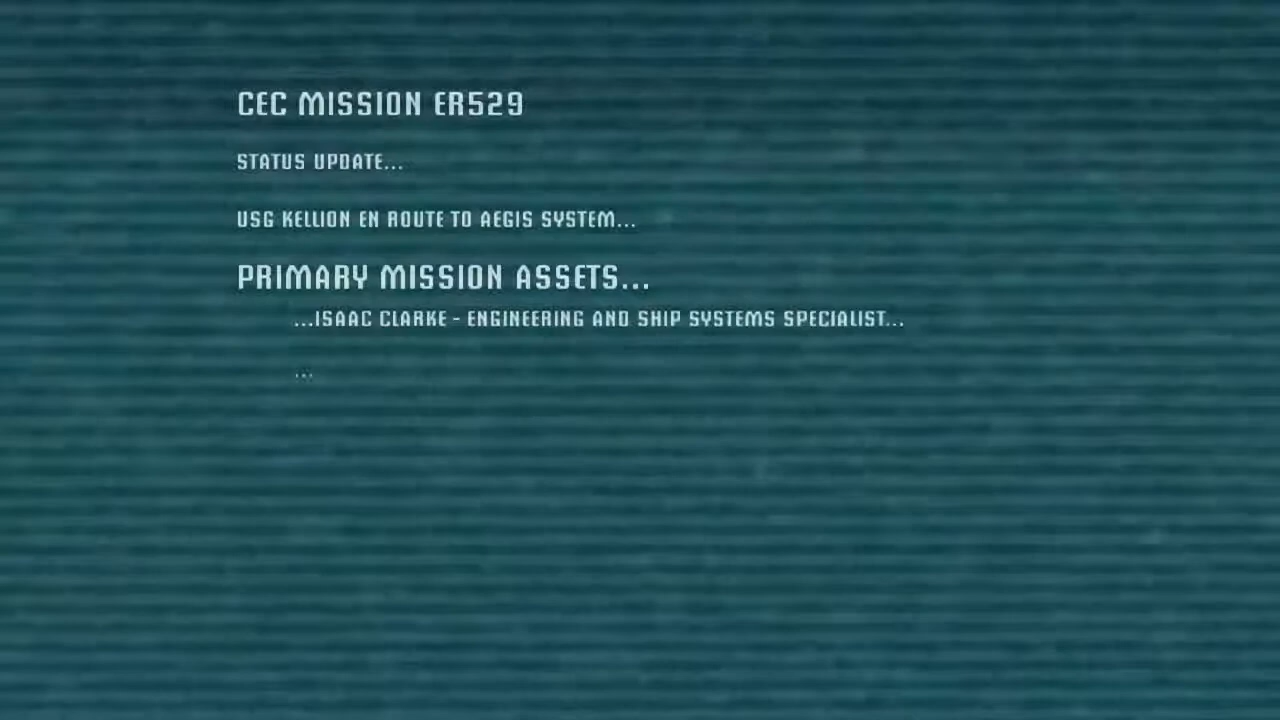 CEC MISSION ER529
STATUS UPDATE...
USG KELLION EN ROUTE TO AEGIS SYSTEM...
PRIMARY MISSION ASSETS...
...ISAAC CLARKE - ENGINEERING AND SHIP SYSTEMS SPECIALIST...
...